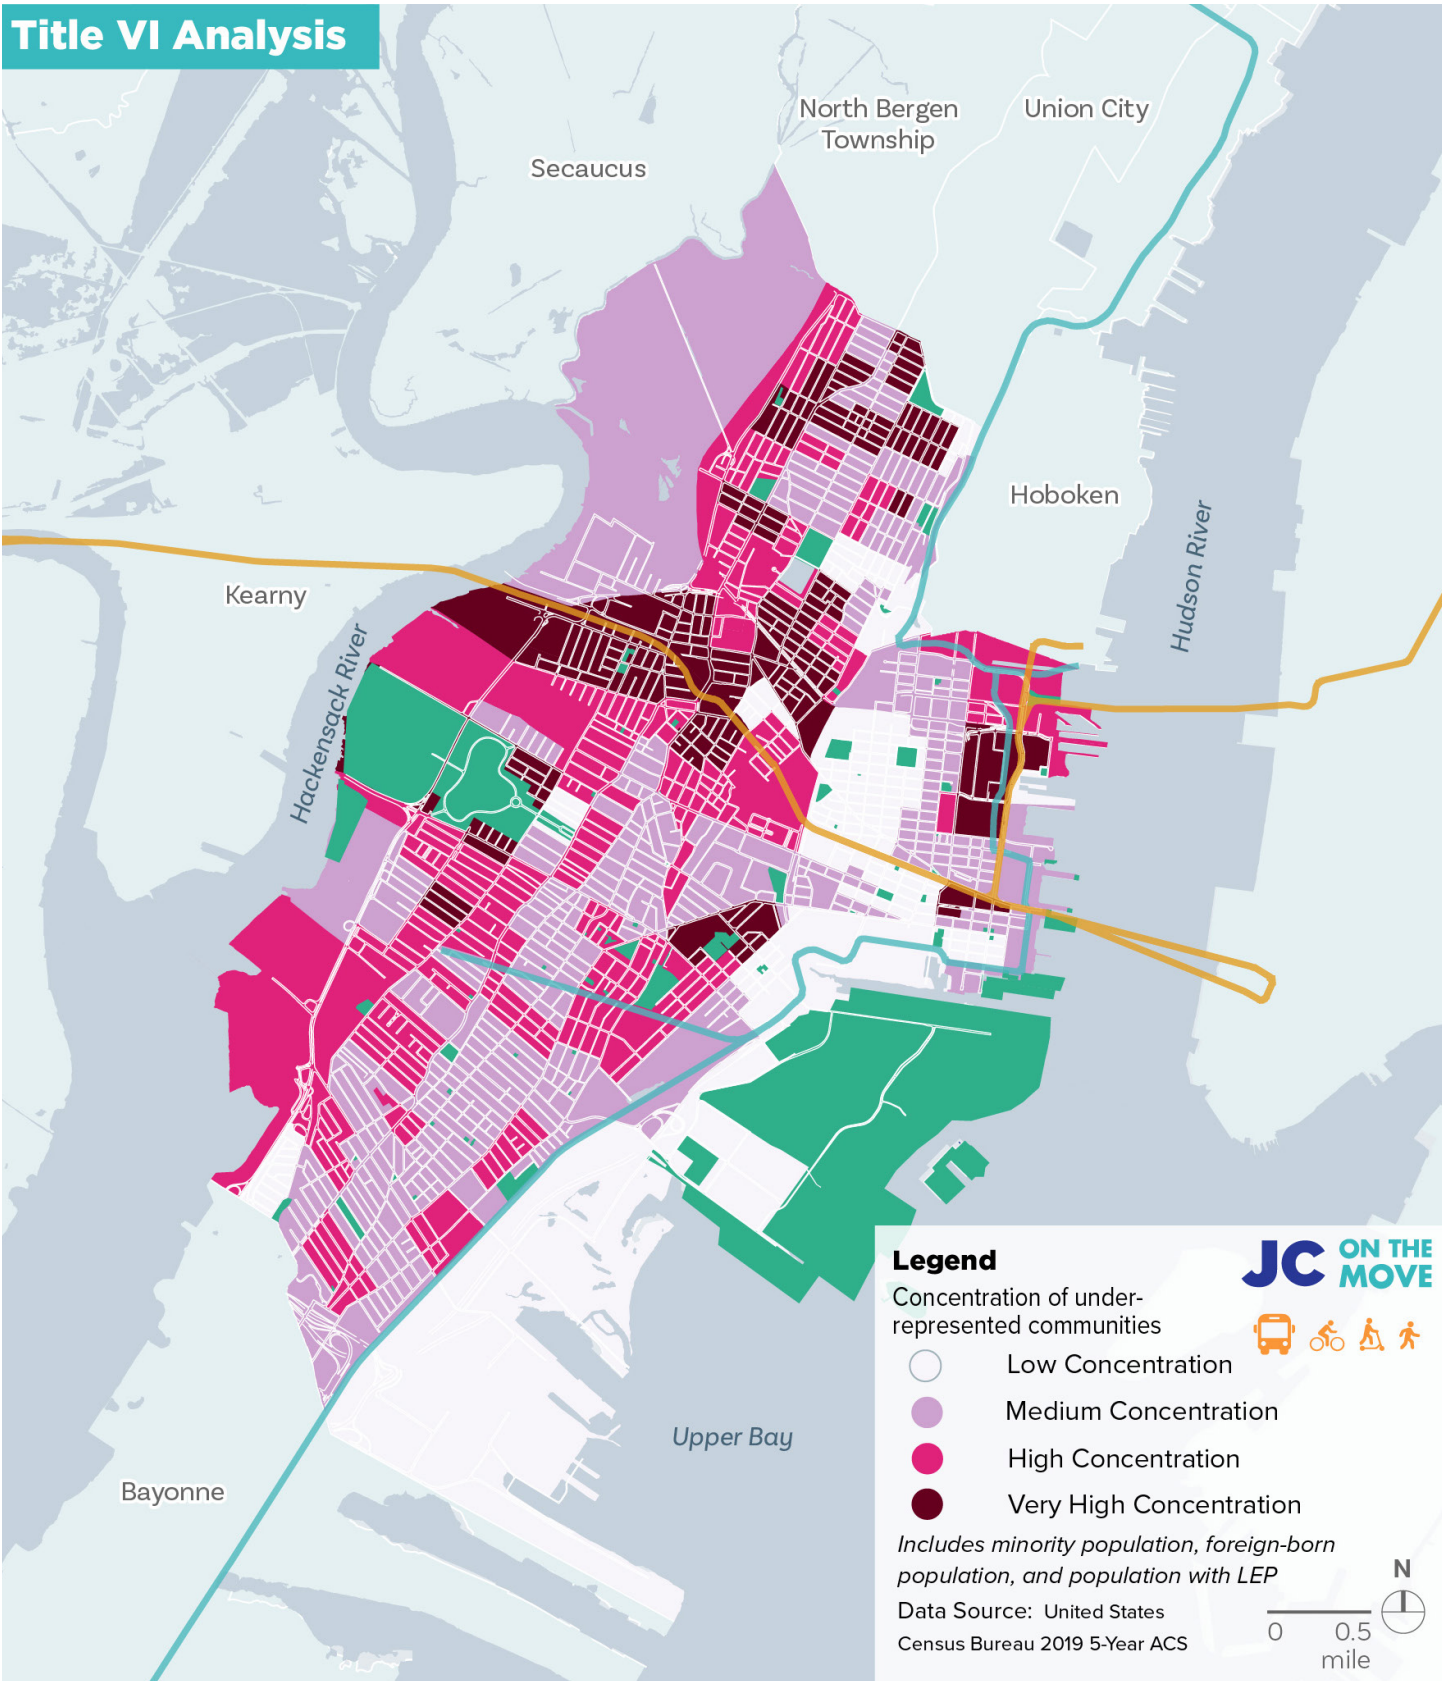 Title VI Analysis
North Bergen
Township
Union City
Secaucus
Hoboken
Hudson River
Kearny
Hackensack River
Upper Bay
Bayonne
Legend
Concentration of under-
represented communities
Low Concentration
Medium Concentration
High Concentration
Very High Concentration
Includes minority population, foreign-born
population, and population with LEP
Data Source: United States
Census Bureau 2019 5-Year ACS
JC ON THE
MOVE
N
0 0.5
mile